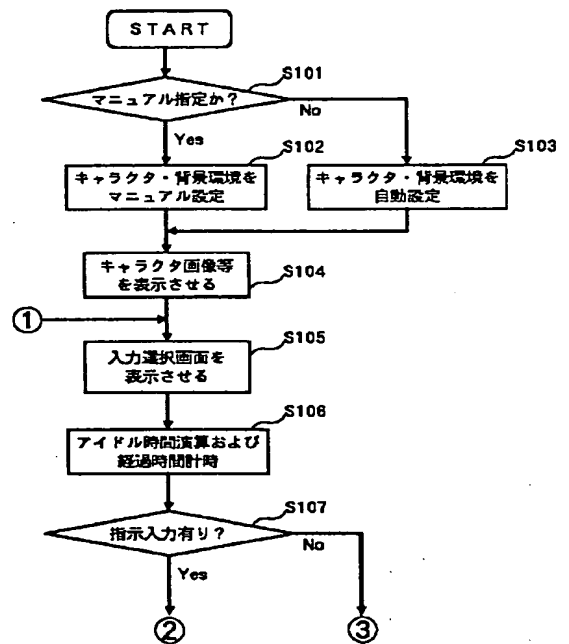 START
S101
マニュアル指定か?
No
Yes
S102
S103
キャラクタ・背景環境を
マニュアル設定
キャラクタ・背景環境を
自動設定
キャラクタ画像等
を表示させる
S104
①
S105
入力選択画面を
表示させる
S106
アイドル時間演算および
経過時間計時
S107
指示入力有り?
No
Yes
②
③